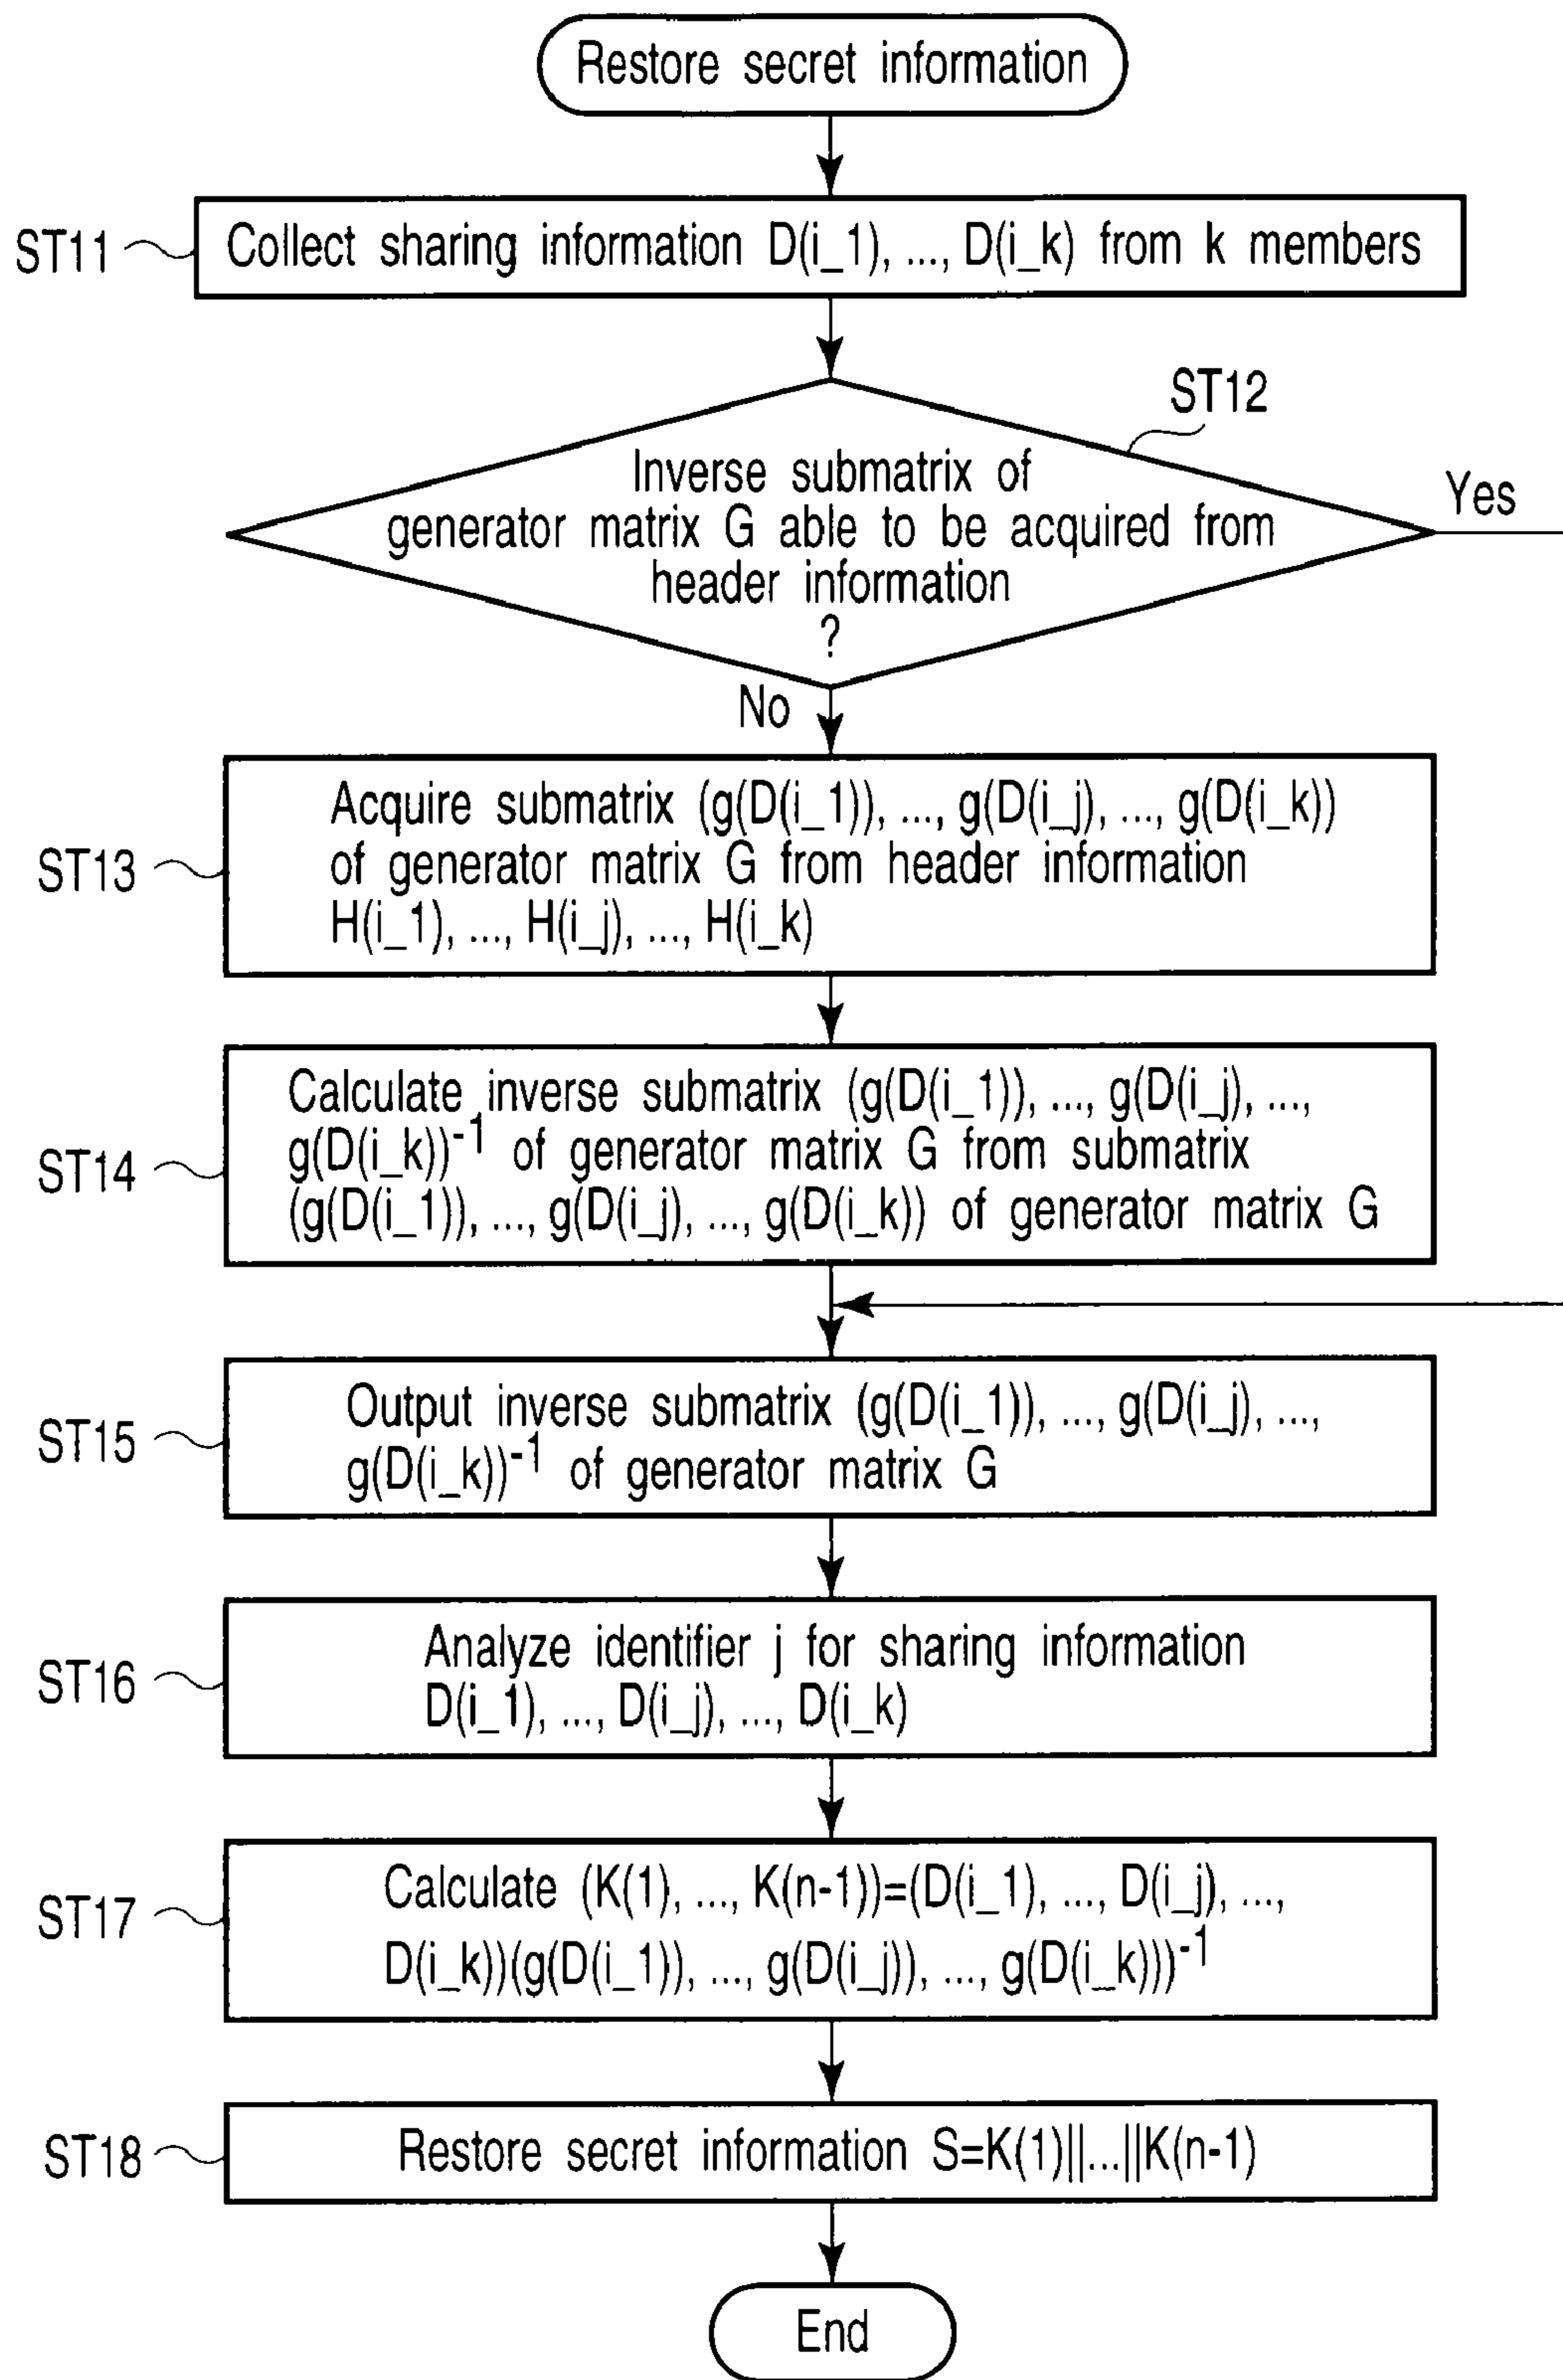 Restore secret information
ST11
Collect sharing information D(i_1), ..., D(i_k) from k members
ST12
Inverse submatrix of
generator matrix G able to be acquired from
header information
?
Yes
No
ST13
Acquire submatrix (g(D(i_1)), ..., g(D(i_j), ..., g(D(i_k))
of generator matrix G from header information
H(i_1), ..., H(i_j), ..., H(i_k)
ST14
Calculate inverse submatrix (g(D(i_1)), ..., g(D(i_j), ...,
g(D(i_k))⁻¹ of generator matrix G from submatrix
(g(D(i_1)), ..., g(D(i_j), ..., g(D(i_k)) of generator matrix G
ST15
Output inverse submatrix (g(D(i_1)), ..., g(D(i_j), ...,
g(D(i_k))⁻¹ of generator matrix G
ST16
Analyze identifier j for sharing information
D(i_1), ..., D(i_j), ..., D(i_k)
ST17
Calculate (K(1), ..., K(n-1))=(D(i_1), ..., D(i_j), ...,
D(i_k))(g(D(i_1)), ..., g(D(i_j)), ..., g(D(i_k)))⁻¹
ST18
Restore secret information S=K(1)||...||K(n-1)
End